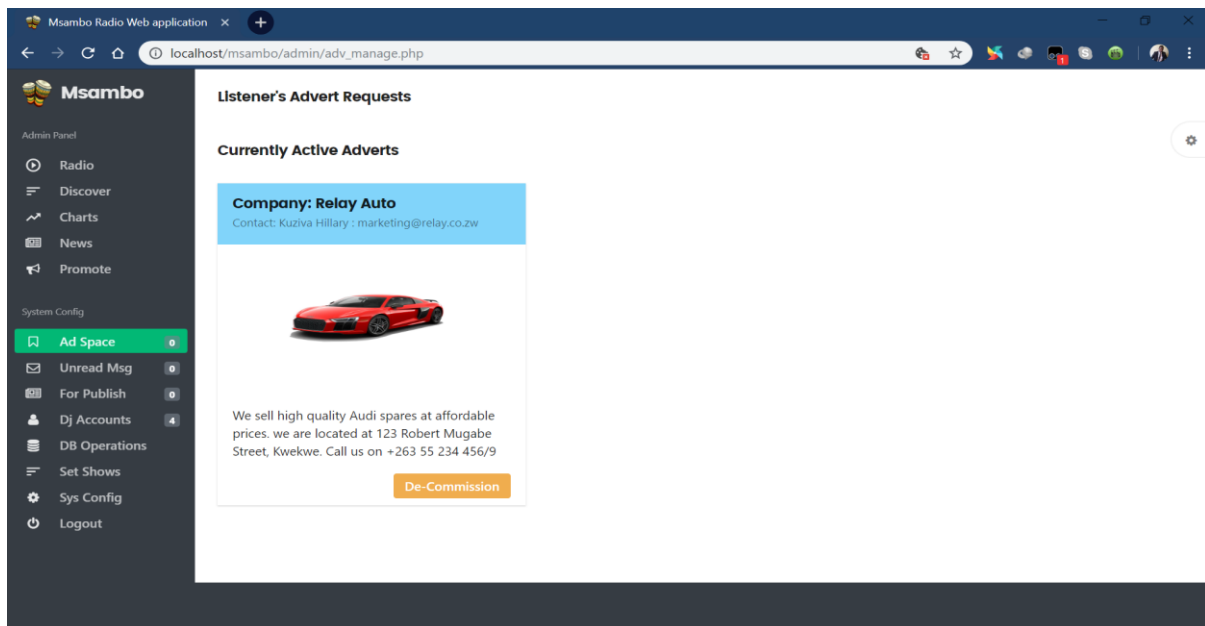 Msambo Radio Web application
localhost/msambo/admin/adv_manage.php
1
S
Msambo
Admin Panel
Radio
Discover
Charts
News
Promote
System Config
Ad Space 0
Unread Msg 0
For Publish 0
Dj Accounts 4
DB Operations
Set Shows
Sys Config
Logout
Listener's Advert Requests
Currently Active Adverts
Company: Relay Auto
Contact: Kuziva Hillary : marketing@relay.co.zw
We sell high quality Audi spares at affordable
prices. we are located at 123 Robert Mugabe
Street, Kwekwe. Call us on +263 55 234 456/9
De-Commission